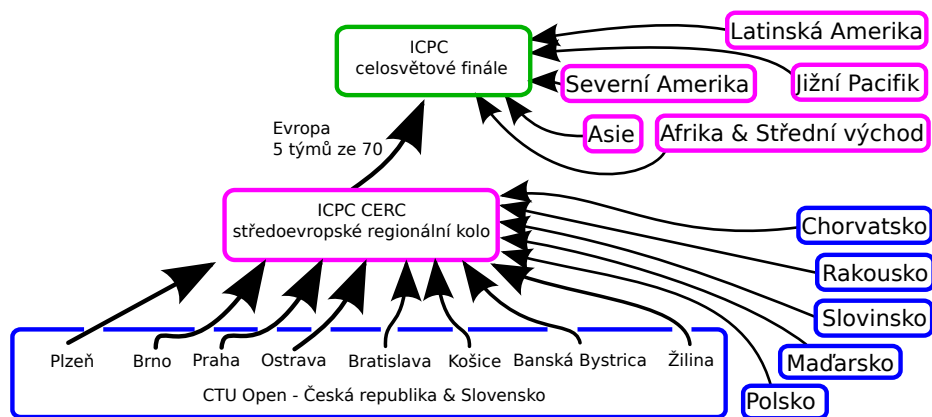 ICPC
celosvětové finále
Latinská Amerika
Jižní Pacifik
Severní Amerika
Asie
Afrika & Střední východ
Evropa
5 týmů ze 70
ICPC CERC
středoevropské regionální kolo
Chorvatsko
Rakousko
Slovinsko
Maďarsko
Polsko
Plzeň
Brno
Praha
Ostrava
Bratislava
Košice
Banská Bystrica
Žilina
CTU Open - Česká republika & Slovensko